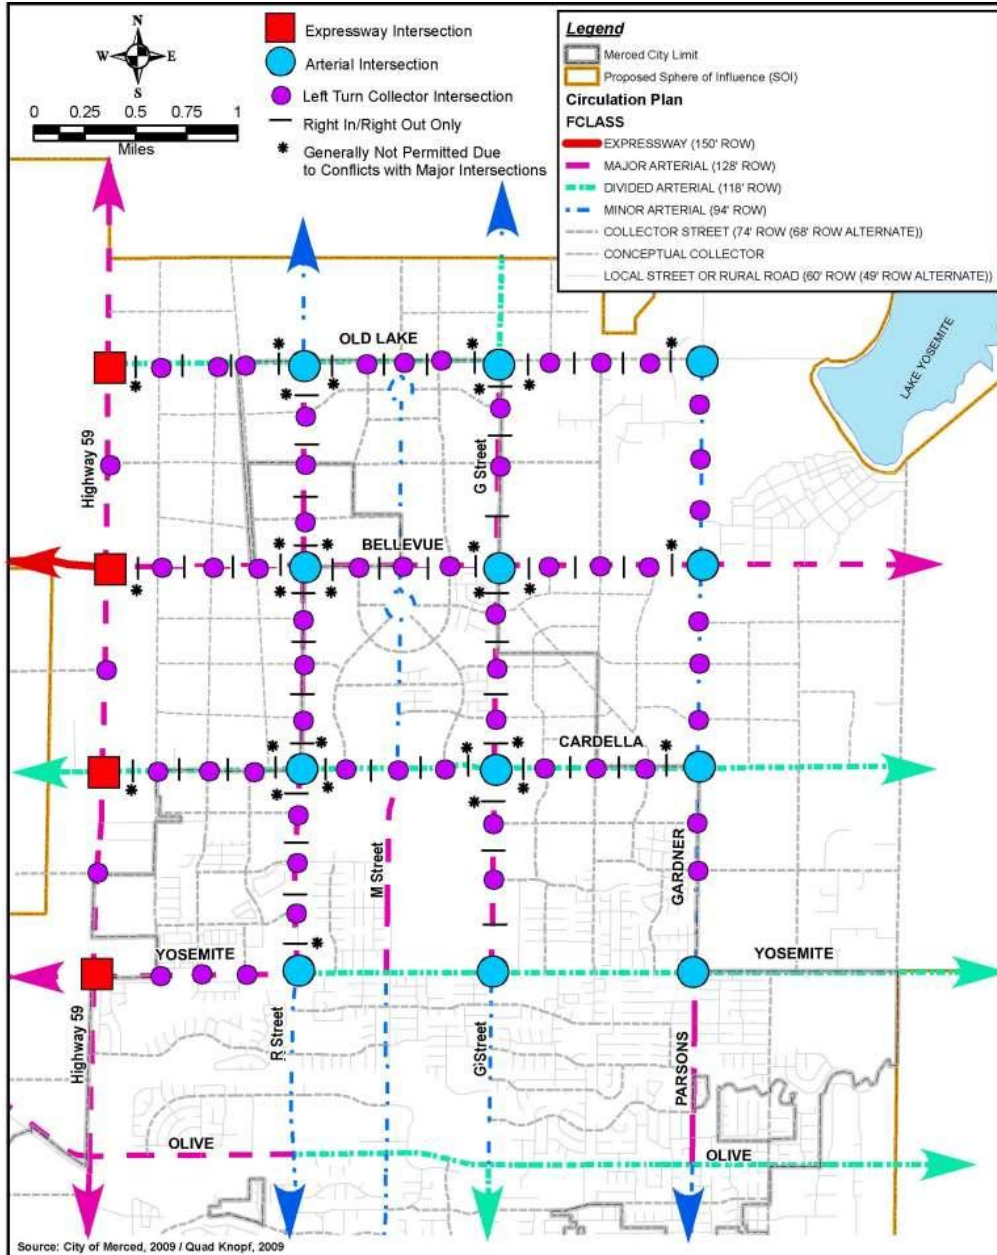 N
W E
S
0 0.25 0.5 0.75 1
Miles
Expressway Intersection
Arterial Intersection
Left Turn Collector Intersection
Right In/Right Out Only
* Generally Not Permitted Due
to Conflicts with Major Intersections
Legend
Merced City Limit
Proposed Sphere of Influence (SOI)
Circulation Plan
FCLASS
EXPRESSWAY (150' ROW)
MAJOR ARTERIAL (128' ROW)
DIVIDED ARTERIAL (118' ROW)
MINOR ARTERIAL (94' ROW)
COLLECTOR STREET (74' ROW (68' ROW ALTERNATE))
CONCEPTUAL COLLECTOR
LOCAL STREET OR RURAL ROAD (60' ROW (49' ROW ALTERNATE))
OLD LAKE
LAKE YOSEMITE
Highway 59
G Street
BELLEVUE
CARDELLA
M Street
GARDNER
YOSEMITE
YOSEMITE
Highway 59
R Street
G Street
PARSONS
OLIVE
OLIVE
Source: City of Merced, 2009 / Quad Knopf, 2009